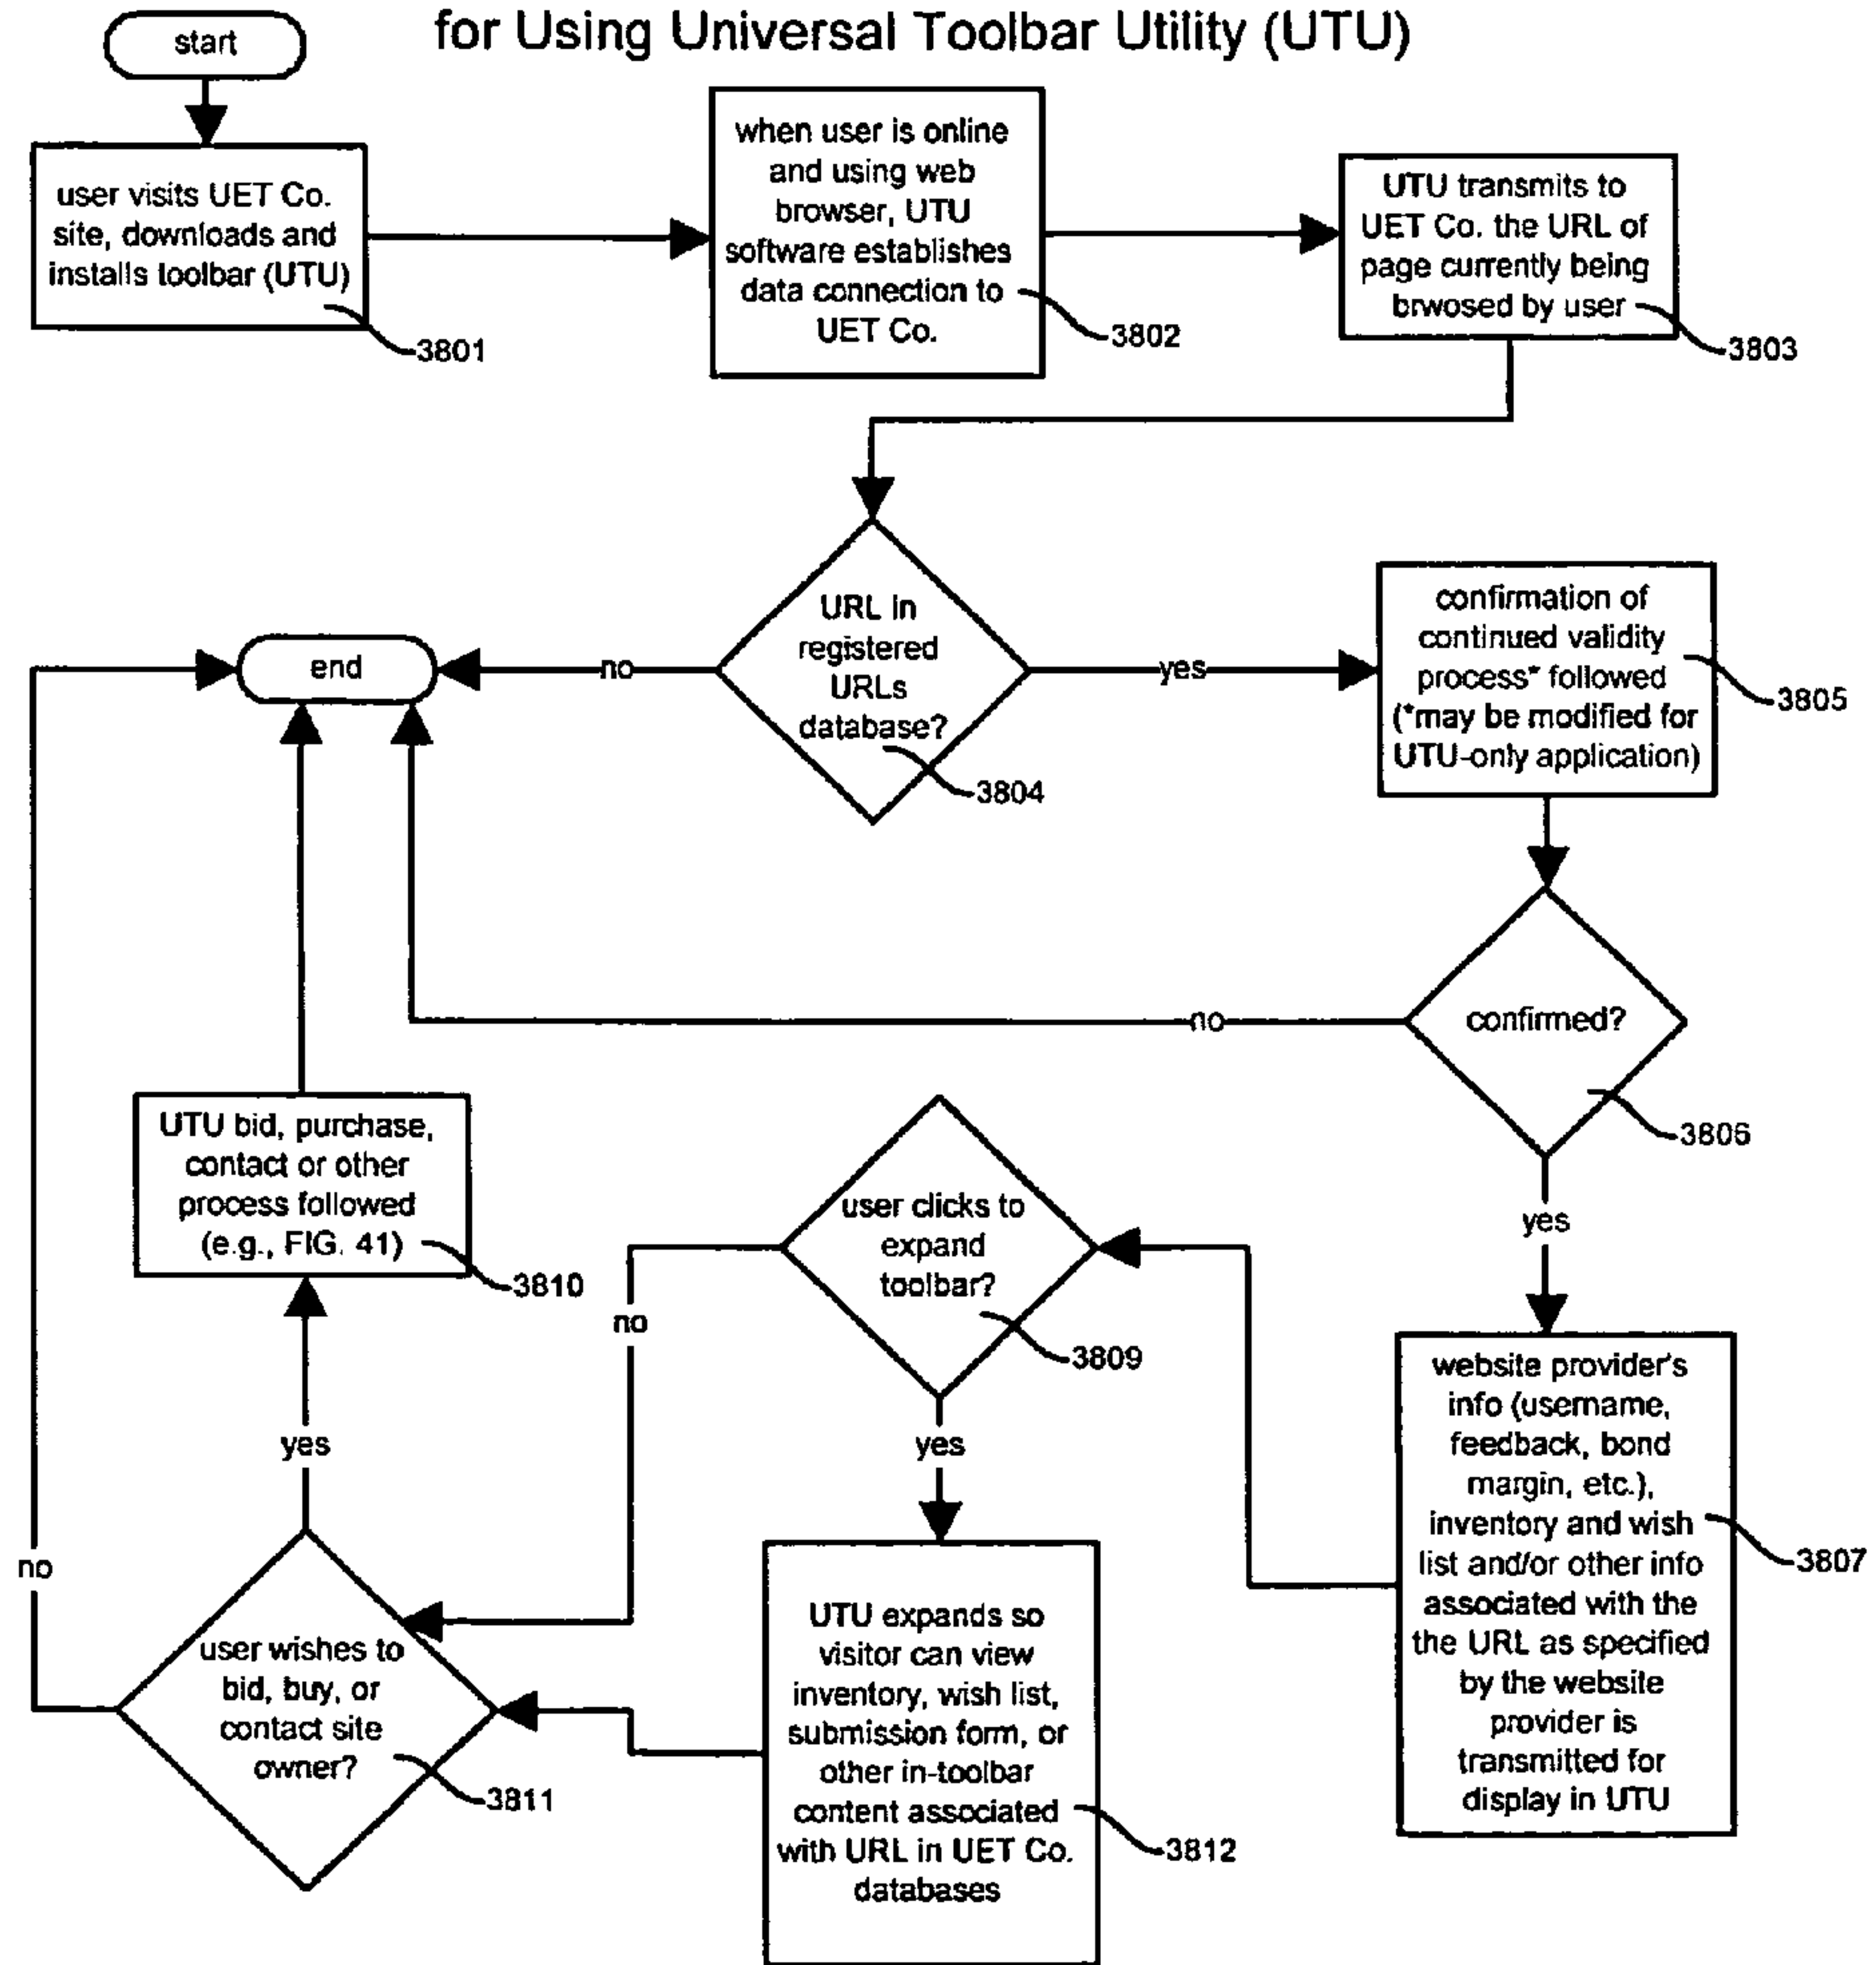 for Using Universal Toolbar Utility (UTU)
start
user visits UET Co.
site, downloads and
installs toolbar (UTU)
3801
when user is online
and using web
browser, UTU
software establishes
data connection to
UET Co.
3802
UTU transmits to
UET Co. the URL of
page currently being
brwosed by user
3803
URL in
registered
URLs
database?
3804
no
end
yes
confirmation of
continued validity
process* followed
(*may be modified for
UTU-only application)
3805
confirmed?
3806
no
yes
website provider's
info (username,
feedback, bond
margin, etc.),
inventory and wish
list and/or other info
associated with the
the URL as specified
by the website
provider is
transmitted for
display in UTU
3807
user clicks to
expand
toolbar?
3809
no
yes
UTU expands so
visitor can view
inventory, wish list,
submission form, or
other in-toolbar
content associated
with URL in UET Co.
databases
3812
user wishes to
bid, buy, or
contact site
owner?
3811
no
yes
UTU bid, purchase,
contact or other
process followed
(e.g., FIG. 41)
3810